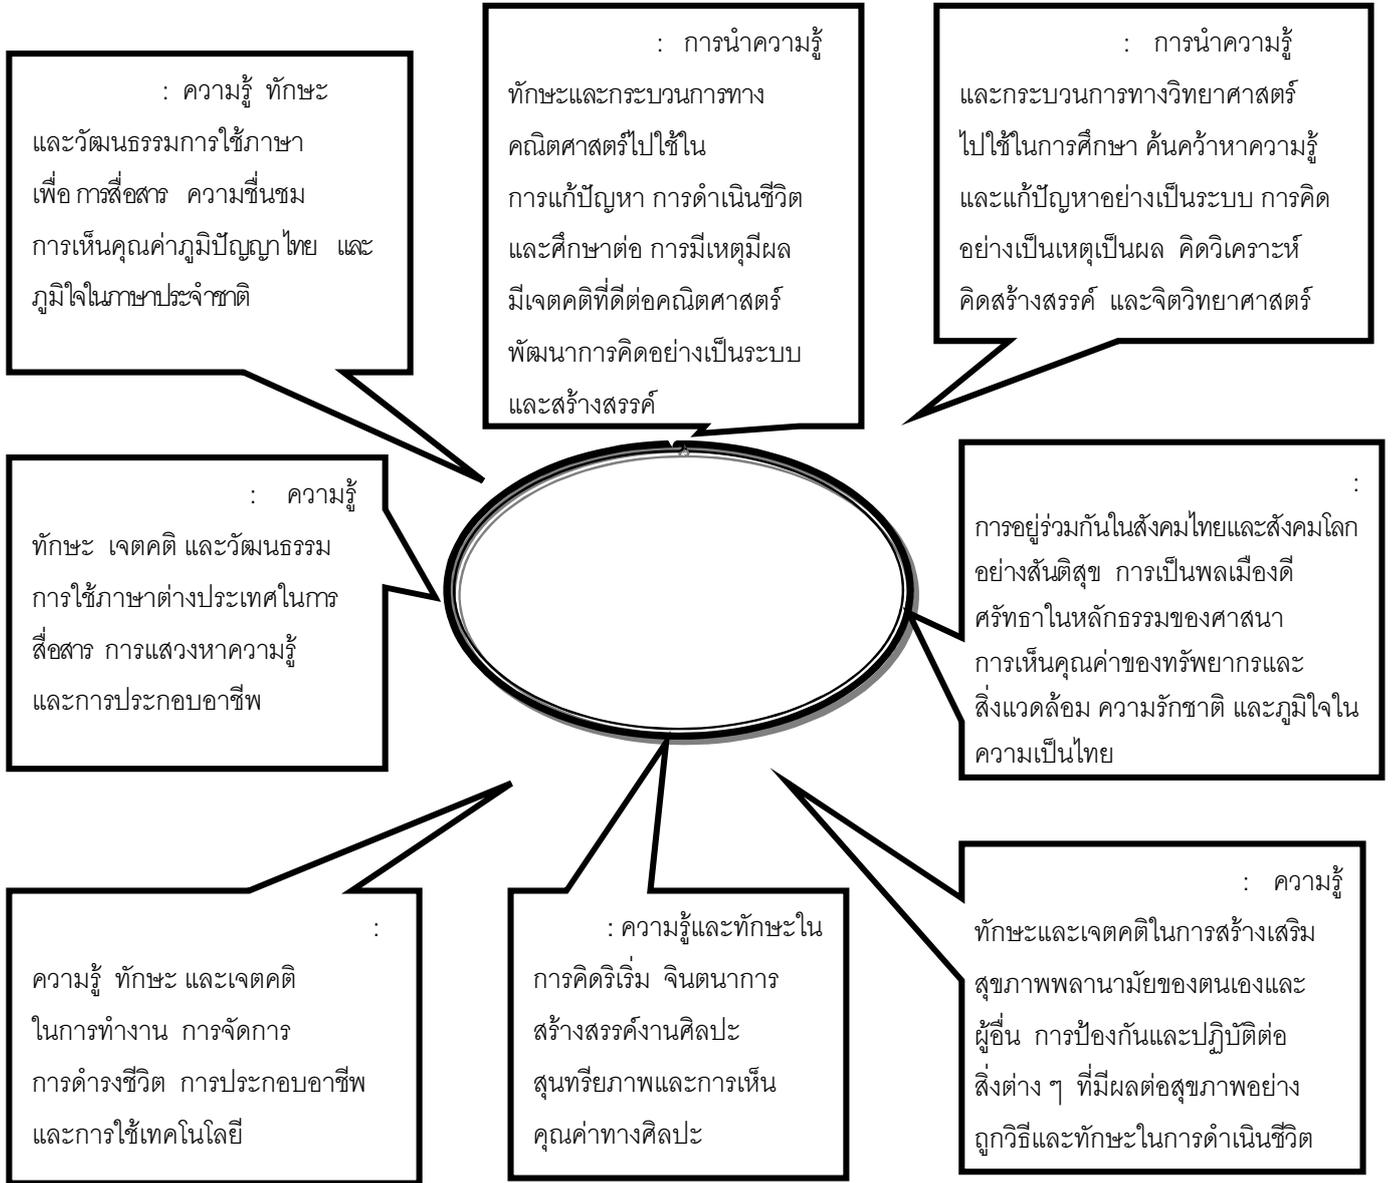 : ความรู้ ทักษะ
และวัฒนธรรมการใช้ภาษา
เพื่อ การสื่อสาร ความชื่นชม
การเห็นคุณค่าภูมิปัญญาไทย และ
ภูมิใจในภาษาประจำชาติ
: การนำความรู้
ทักษะและกระบวนการทาง
คณิตศาสตร์ไปใช้ใน
การแก้ปัญหา การดำเนินชีวิต
และศึกษาต่อ การมีเหตุมีผล
มีเจตคติที่ดีต่อคณิตศาสตร์
พัฒนาการคิดอย่างเป็นระบบ
และสร้างสรรค์
: การนำความรู้
และกระบวนการทางวิทยาศาสตร์
ไปใช้ในการศึกษา ค้นคว้าหาความรู้
และแก้ปัญหาอย่างเป็นระบบ การคิด
อย่างเป็นเหตุเป็นผล คิดวิเคราะห์
คิดสร้างสรรค์ และจิตวิทยาศาสตร์
: ความรู้
ทักษะ เจตคติ และวัฒนธรรม
การใช้ภาษาต่างประเทศในการ
สื่อสาร การแสวงหาความรู้
และการประกอบอาชีพ
:
การอยู่ร่วมกันในสังคมไทยและสังคมโลก
อย่างสันติสุข การเป็นพลเมืองดี
ศรัทธาในหลักธรรมของศาสนา
การเห็นคุณค่าของทรัพยากรและ
สิ่งแวดล้อม ความรักชาติ และภูมิใจใน
ความเป็นไทย
:
ความรู้ ทักษะ และเจตคติ
ในการทำงาน การจัดการ
การดำรงชีวิต การประกอบอาชีพ
และการใช้เทคโนโลยี
: ความรู้และทักษะใน
การคิดริเริ่ม จินตนาการ
สร้างสรรค์งานศิลปะ
สุนทรียภาพและการเห็น
คุณค่าทางศิลปะ
: ความรู้
ทักษะและเจตคติในการสร้างเสริม
สุขภาพพลานามัยของตนเองและ
ผู้อื่น การป้องกันและปฏิบัติต่อ
สิ่งต่าง ๆ ที่มีผลต่อสุขภาพอย่าง
ถูกวิธีและทักษะในการดำเนินชีวิต